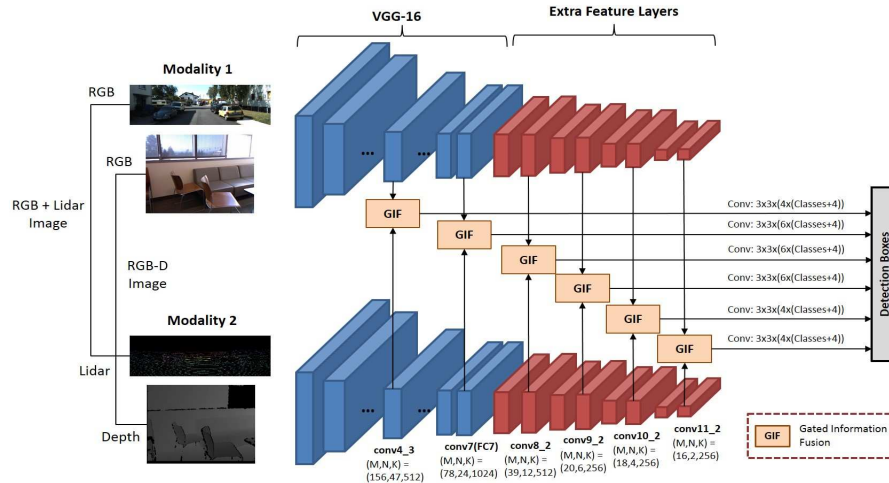 VGG-16
Extra Feature Layers
Modality 1
RGB
RGB
RGB + Lidar
Image
RGB-D
Image
Modality 2
Lidar
Depth
...
...
GIF
GIF
GIF
GIF
GIF
GIF
Conv: 3x3x(4x(Classes+4))
Conv: 3x3x(6x(Classes+4))
Conv: 3x3x(6x(Classes+4))
Conv: 3x3x(6x(Classes+4))
Conv: 3x3x(4x(Classes+4))
Conv: 3x3x(4x(Classes+4))
Detection Boxes
...
...
conv4_3
(M,N,K) =
(156,47,512)
conv7(FC7)
(M,N,K) =
(78,24,1024)
conv8_2
(M,N,K) =
(39,12,512)
conv9_2
(M,N,K) =
(20,6,256)
conv10_2
(M,N,K) =
(18,4,256)
conv11_2
(M,N,K) =
(16,2,256)
GIF
Gated Information
Fusion